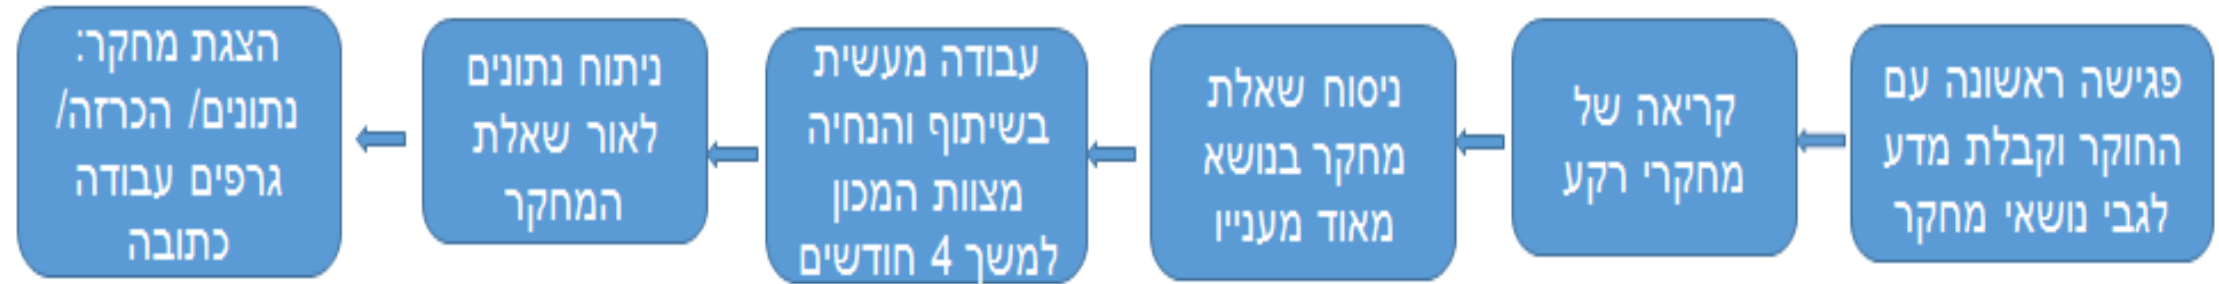 פגישה ראשונה עם
החוקר וקבלת מדע
לגבי נושאי מחקר
קריאה של
מחקרי רקע
ניסוח שאלת
מחקר בנושא
מאוד מעניין
עבודה מעשית
בשיתוף והנחיה
מצוות המכון
למשך 4 חודשים
ניתוח נתונים
לאור שאלת
המחקר
הצגת מחקר:
נתונים/ הכרזה/
גרפים עבודה
כתובה